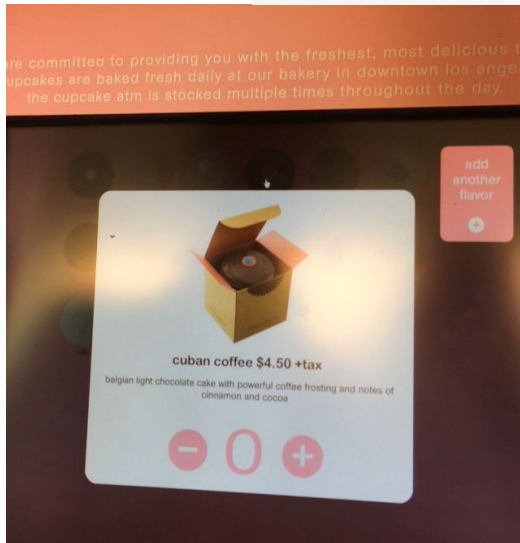 are committed to providing you with the freshest, most delicious
cupcakes are baked fresh daily at our bakery in downtown los
the cupcake atm is stocked multiple times throughout the day.
add
another
flavor
+
cuban coffee $4.50 +tax
belgian light chocolate cake with powerful coffee frosting and notes of
cinnamon and cocoa
- 0 +